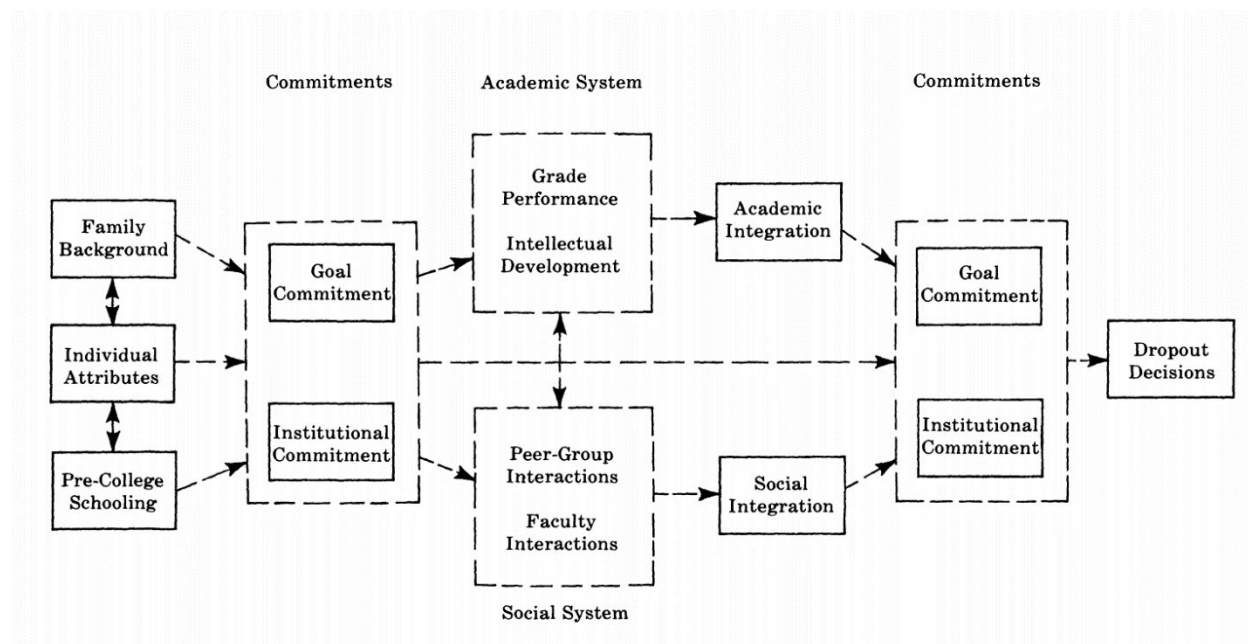 Commitments
Academic System
Commitments
Family
Background
Individual
Attributes
Pre-College
Schooling
Goal
Commitment
Institutional
Commitment
Grade
Performance
Intellectual
Development
Peer-Group
Interactions
Faculty
Interactions
Social System
Academic
Integration
Social
Integration
Goal
Commitment
Institutional
Commitment
Dropout
Decisions